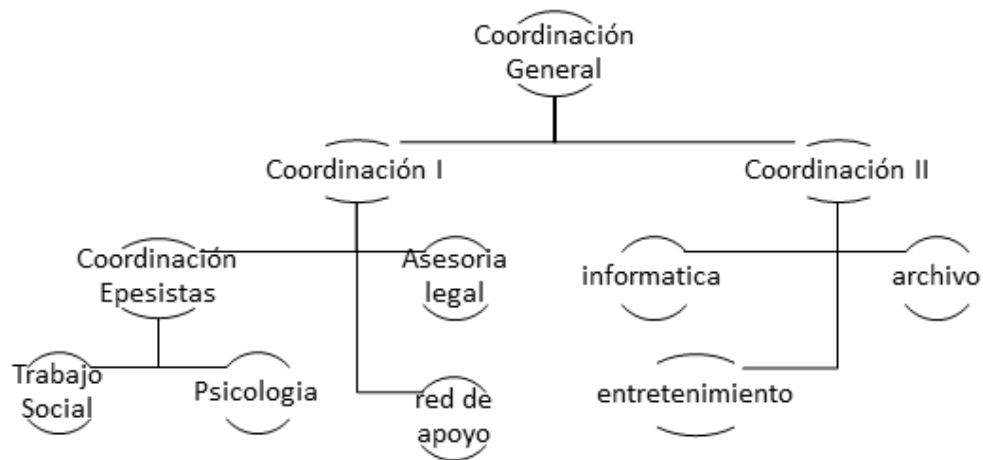 Coordinación
General
Coordinación I
Coordinación II
Coordinación
Epesistas
Asesoria
legal
informatica
archivo
Trabajo
Social
Psicologia
red de
apoyo
entretenimiento